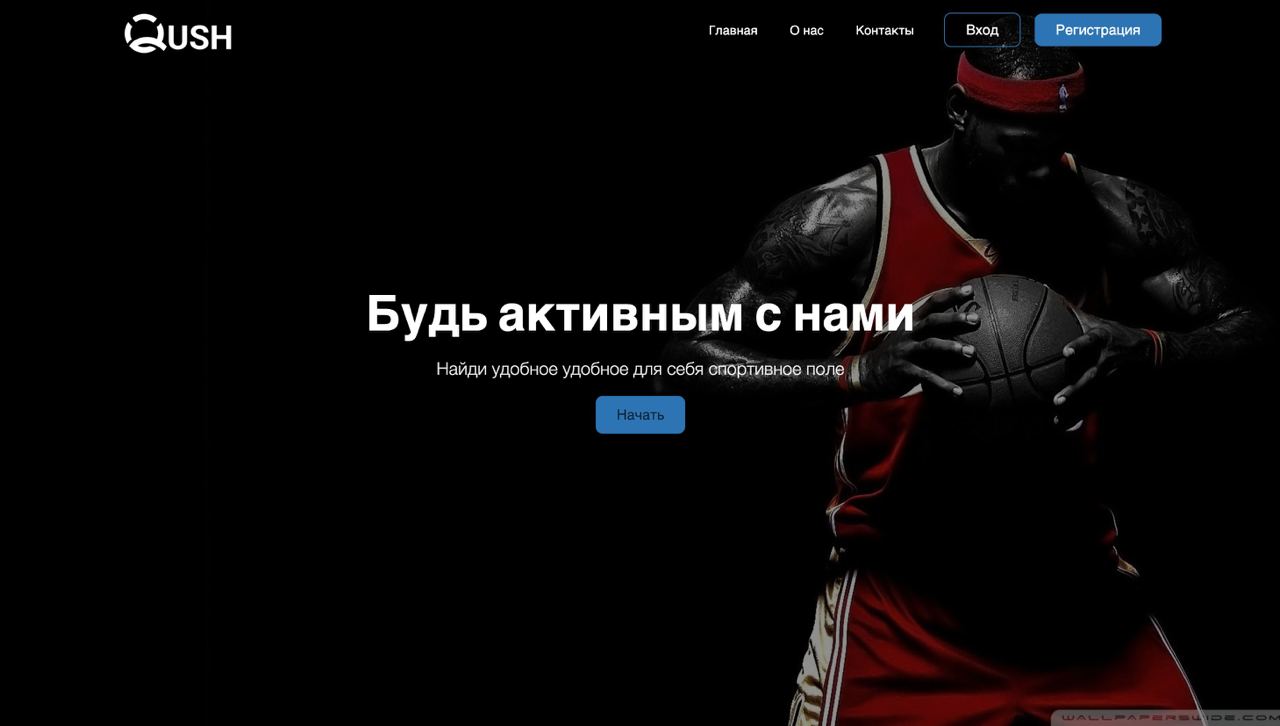 QUSH
Главная
О нас
Контакты
Вход
Регистрация
Будь активным с нами
Найди удобное удобное для себя спортивное поле
Начать
WALLPAPERSWIDE.COM